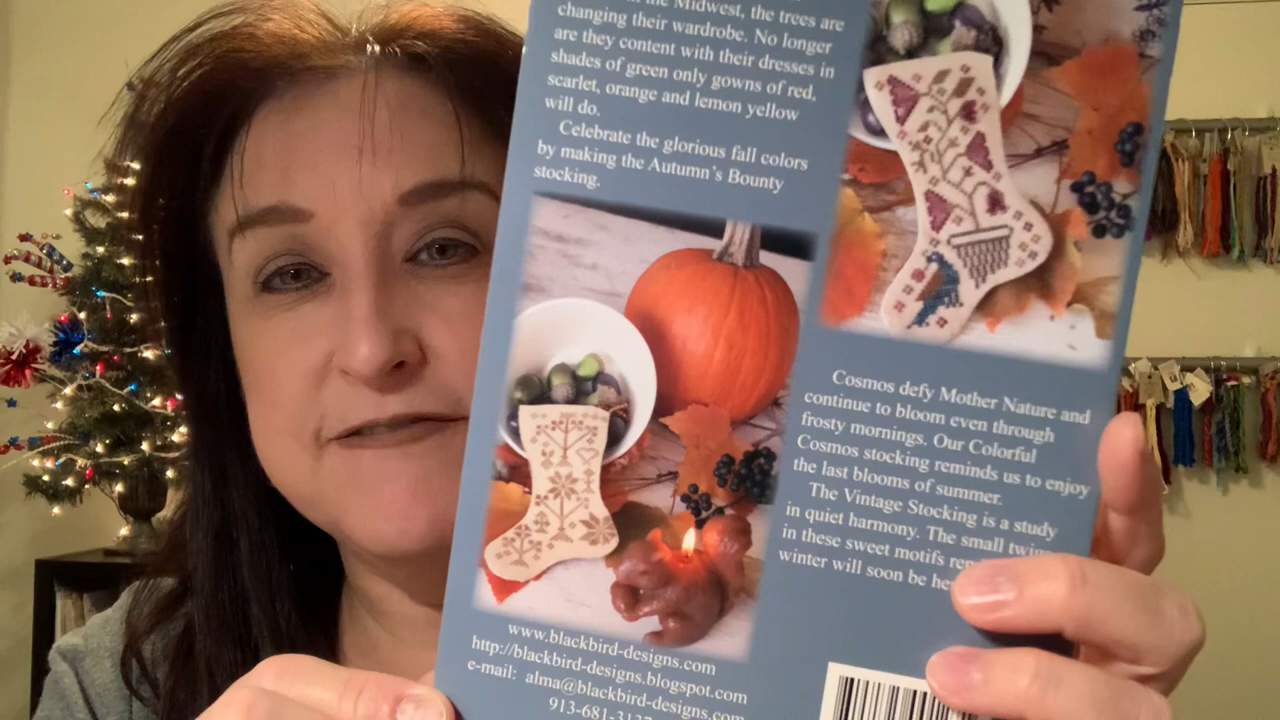 the Midwest, the trees are
changing their wardrobe. No longer
are they content with their dresses in
shades of green only gowns of red,
scarlet, orange and lemon yellow
will do.
Celebrate the glorious fall colors
by making the Autumn's Bounty
stocking.
Cosmos defy Mother Nature and
continue to bloom even through
frosty mornings. Our Colorful
Cosmos stocking reminds us to enjoy
the last blooms of summer.
The Vintage Stocking is a study
in quiet harmony. The small
in these sweet motifs
winter will soon be
www.blackbird-designs.com
http://blackbird-designs.blogspot.com
e-mail: alma@blackbird-designs.com
913-681-3137